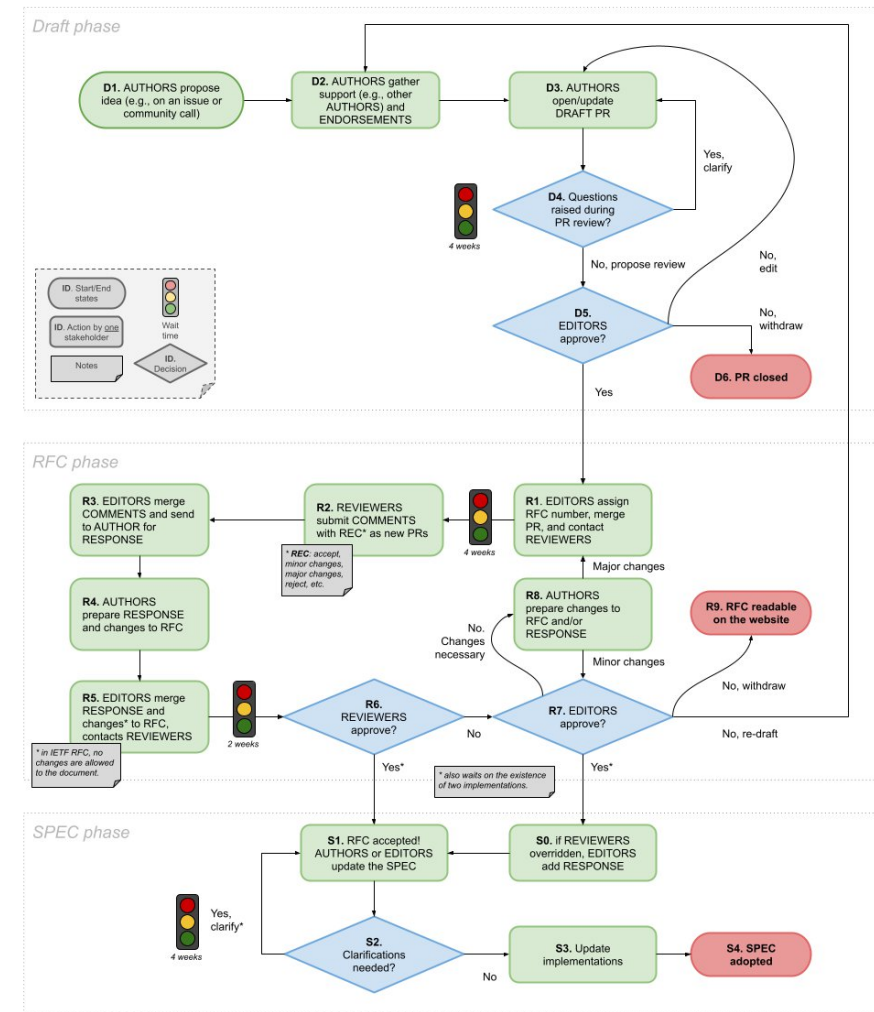 Draft phase
D1. AUTHORS propose
idea (e.g., on an issue or
community call)
D2. AUTHORS gather
support (e.g., other
AUTHORS) and
ENDORSEMENTS
D3. AUTHORS
open/update
DRAFT PR
Yes,
clarify
D4. Questions
raised during
PR review?
4 weeks
No, propose review
No,
edit
D5.
EDITORS
approve?
No,
withdraw
D6. PR closed
Yes
ID. Start/End
states
ID. Action by one
stakeholder
Notes
Wait
time
ID.
Decision
RFC phase
R3. EDITORS merge
COMMENTS and send
to AUTHOR for
RESPONSE
R2. REVIEWERS
submit COMMENTS
with REC* as new PRs
* REC: accept,
minor changes,
major changes,
reject, etc.
4 weeks
R1. EDITORS assign
RFC number, merge
PR, and contact
REVIEWERS
Major changes
R4. AUTHORS
prepare RESPONSE
and changes to RFC
R8. AUTHORS
prepare changes to
RFC and/or
RESPONSE
No.
Changes
necessary
Minor changes
R9. RFC readable
on the website
No, withdraw
R5. EDITORS merge
RESPONSE and
changes* to RFC,
contacts REVIEWERS
* in IETF RFC, no
changes are allowed
to the document.
2 weeks
R6.
REVIEWERS
approve?
No
R7. EDITORS
approve?
No, re-draft
Yes*
* also waits on the existence
of two implementations.
Yes*
SPEC phase
S1. RFC accepted!
AUTHORS or EDITORS
update the SPEC
S0. if REVIEWERS
overridden, EDITORS
add RESPONSE
Yes,
clarify*
4 weeks
S2.
Clarifications
needed?
No
S3. Update
implementations
S4. SPEC
adopted